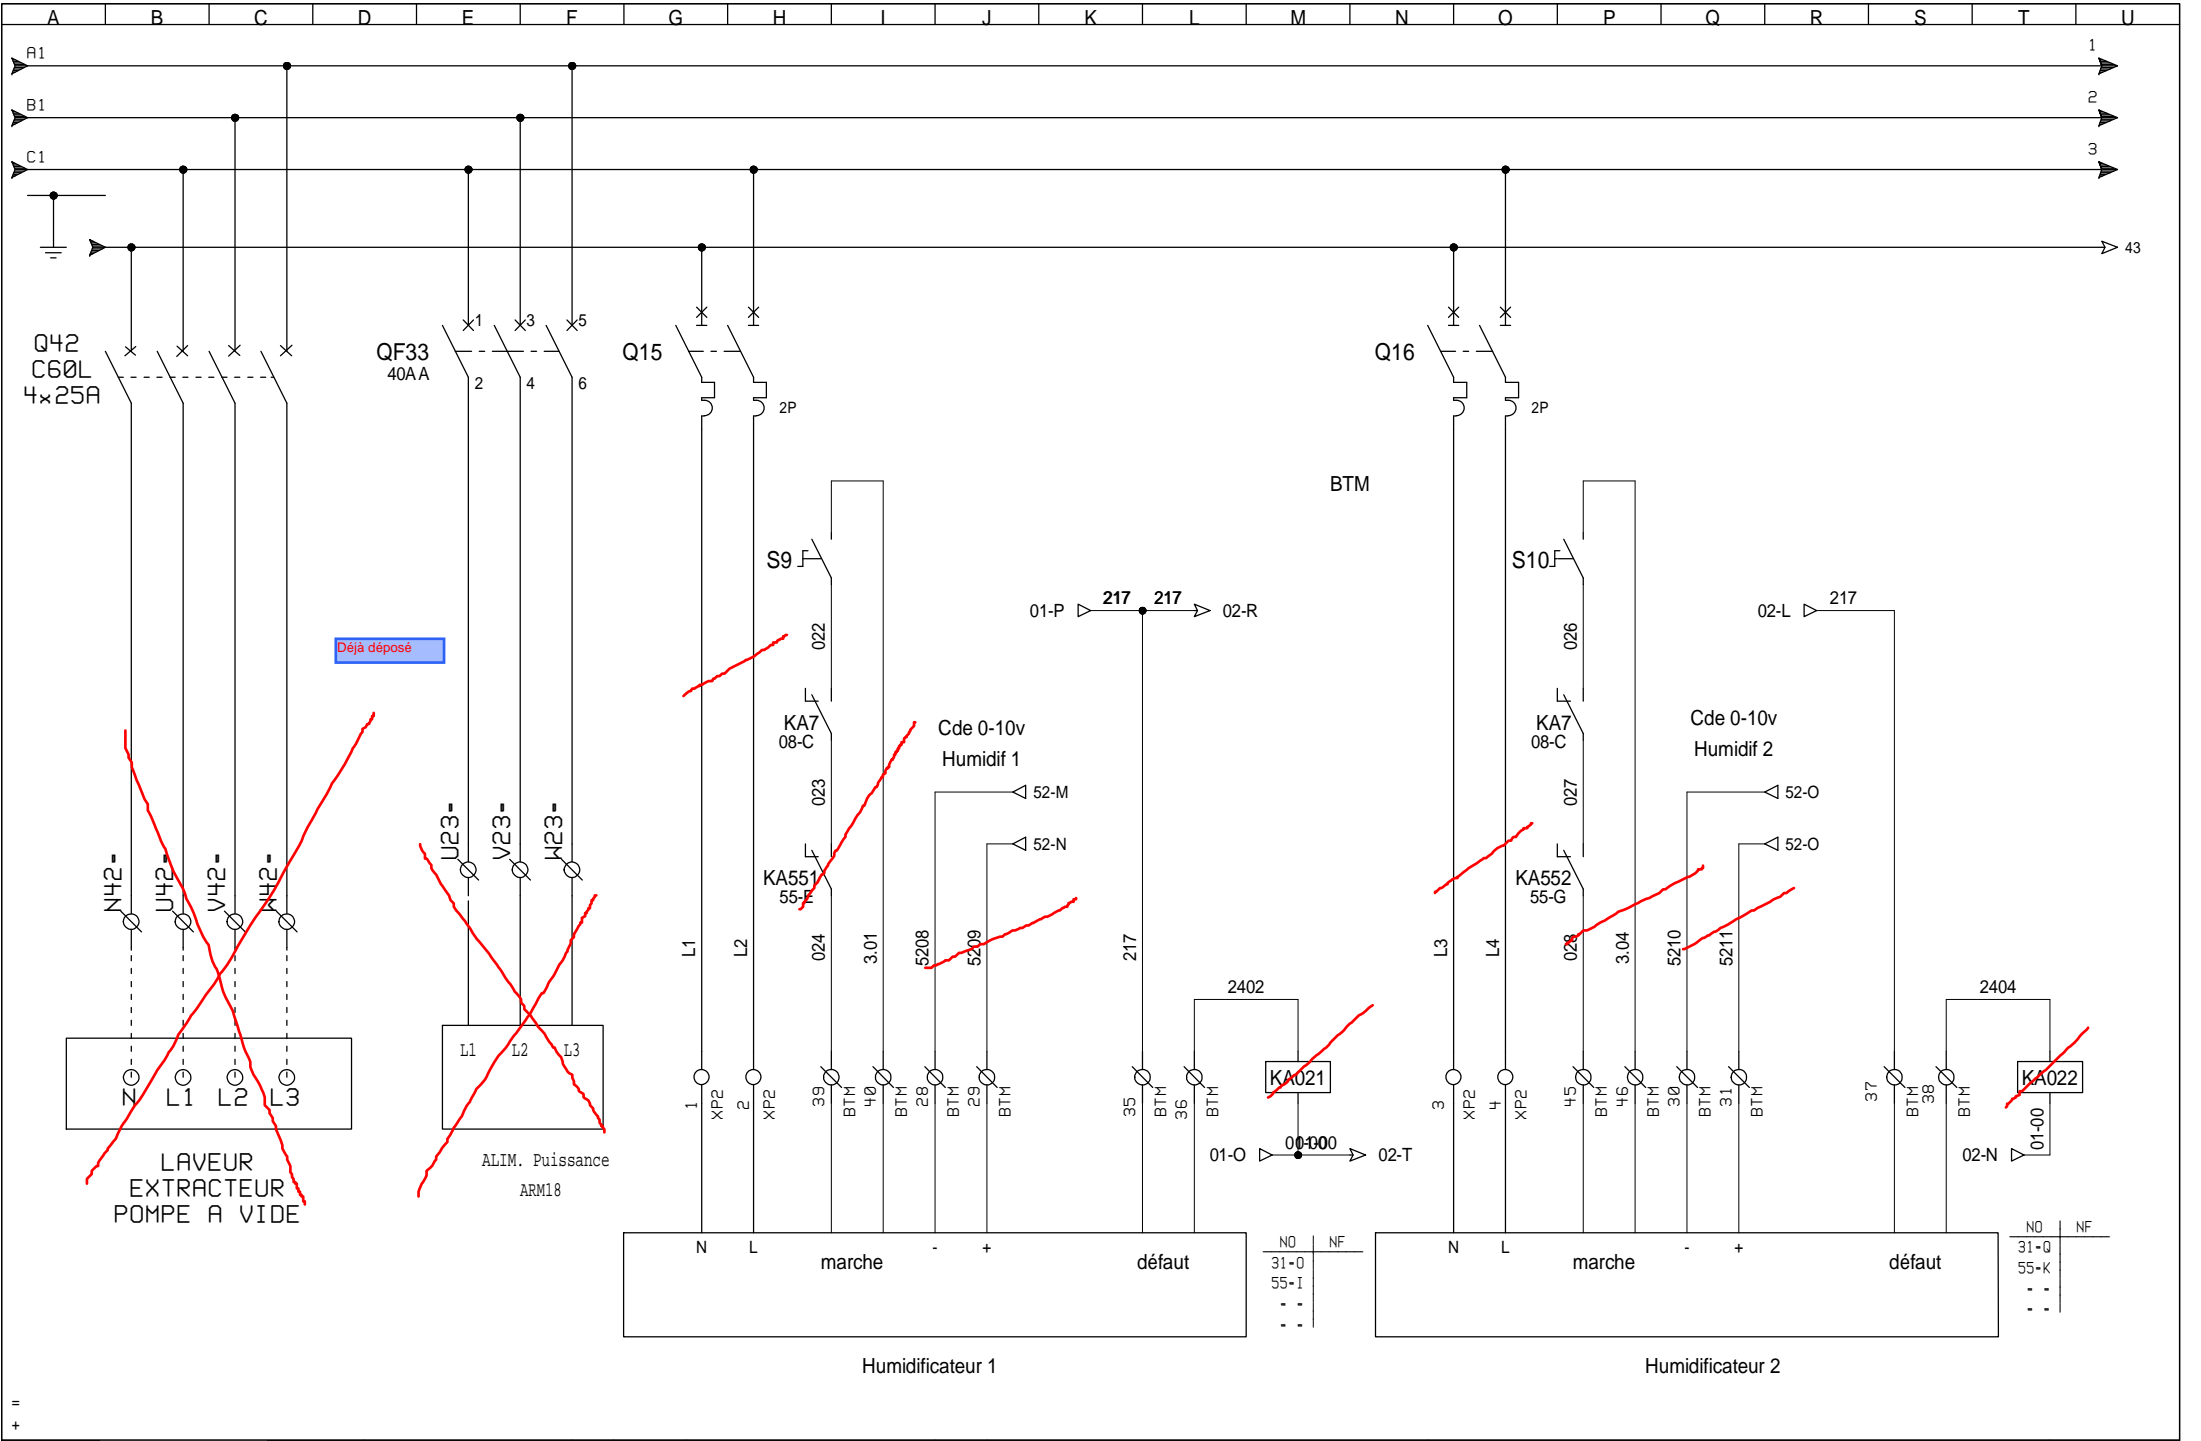 A B C D E F G H I J K L M N O P Q R S T U
A1 1
B1 2
C1 3
43
Q42
C60L
4x25A
QF33
40A A
1 3 5
2 4 6
Q15
2P
Q16
2P
BTM
S9
S10
01-P 217 217 02-R
02-L 217
022
026
Déjà déposé
KA7
08-C
Cde 0-10v
Humidif 1
KA7
08-C
Cde 0-10v
Humidif 2
023
52-M
027
52-O
U23- V23- W23-
52-N
52-O
N42- U42- V42- W42-
KA551
55-E
KA552
55-G
L1 L2 024 3.01 5208 5209 217
L3 L4 028 3.04 5210 5211
2402
2404
L1 L2 L3
N L1 L2 L3
KA021
KA022
1 XP2 2 XP2 39 BTM 40 BTM 28 BTM 29 BTM 35 BTM 36 BTM
3 XP2 4 XP2 45 BTM 46 BTM 30 BTM 31 BTM 37 BTM 38 BTM
01-O 02-T
02-N 01-00
LAVEUR
EXTRACTEUR
POMPE A VIDE
ALIM. Puissance
ARM18
N L - +
marche défaut
NO NF
31-O
55-I
- -
- -
N L - +
marche défaut
NO NF
31-Q
55-K
- -
- -
Humidificateur 1
Humidificateur 2
=
+